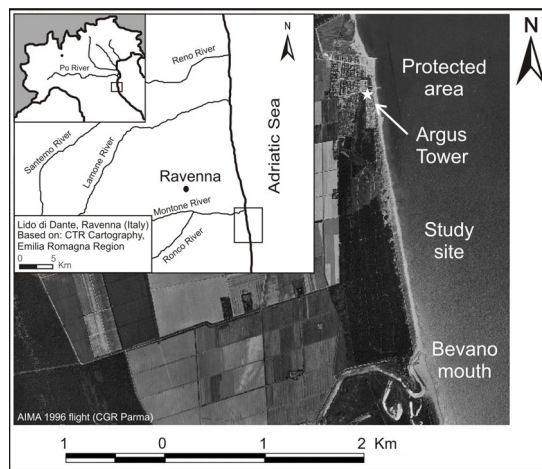 N
Po River
Reno River
Santerno River
Lamone River
Adriatic Sea
Ravenna
Montone River
Ronco River
Lido di Dante, Ravenna (Italy)
Based on: CTR Cartography,
Emilia Romagna Region
0 5
Km
N
Protected
area
Argus
Tower
Study
site
Bevano
mouth
AIMA 1996 flight (CGR Parma)
1 0 1 2 Km